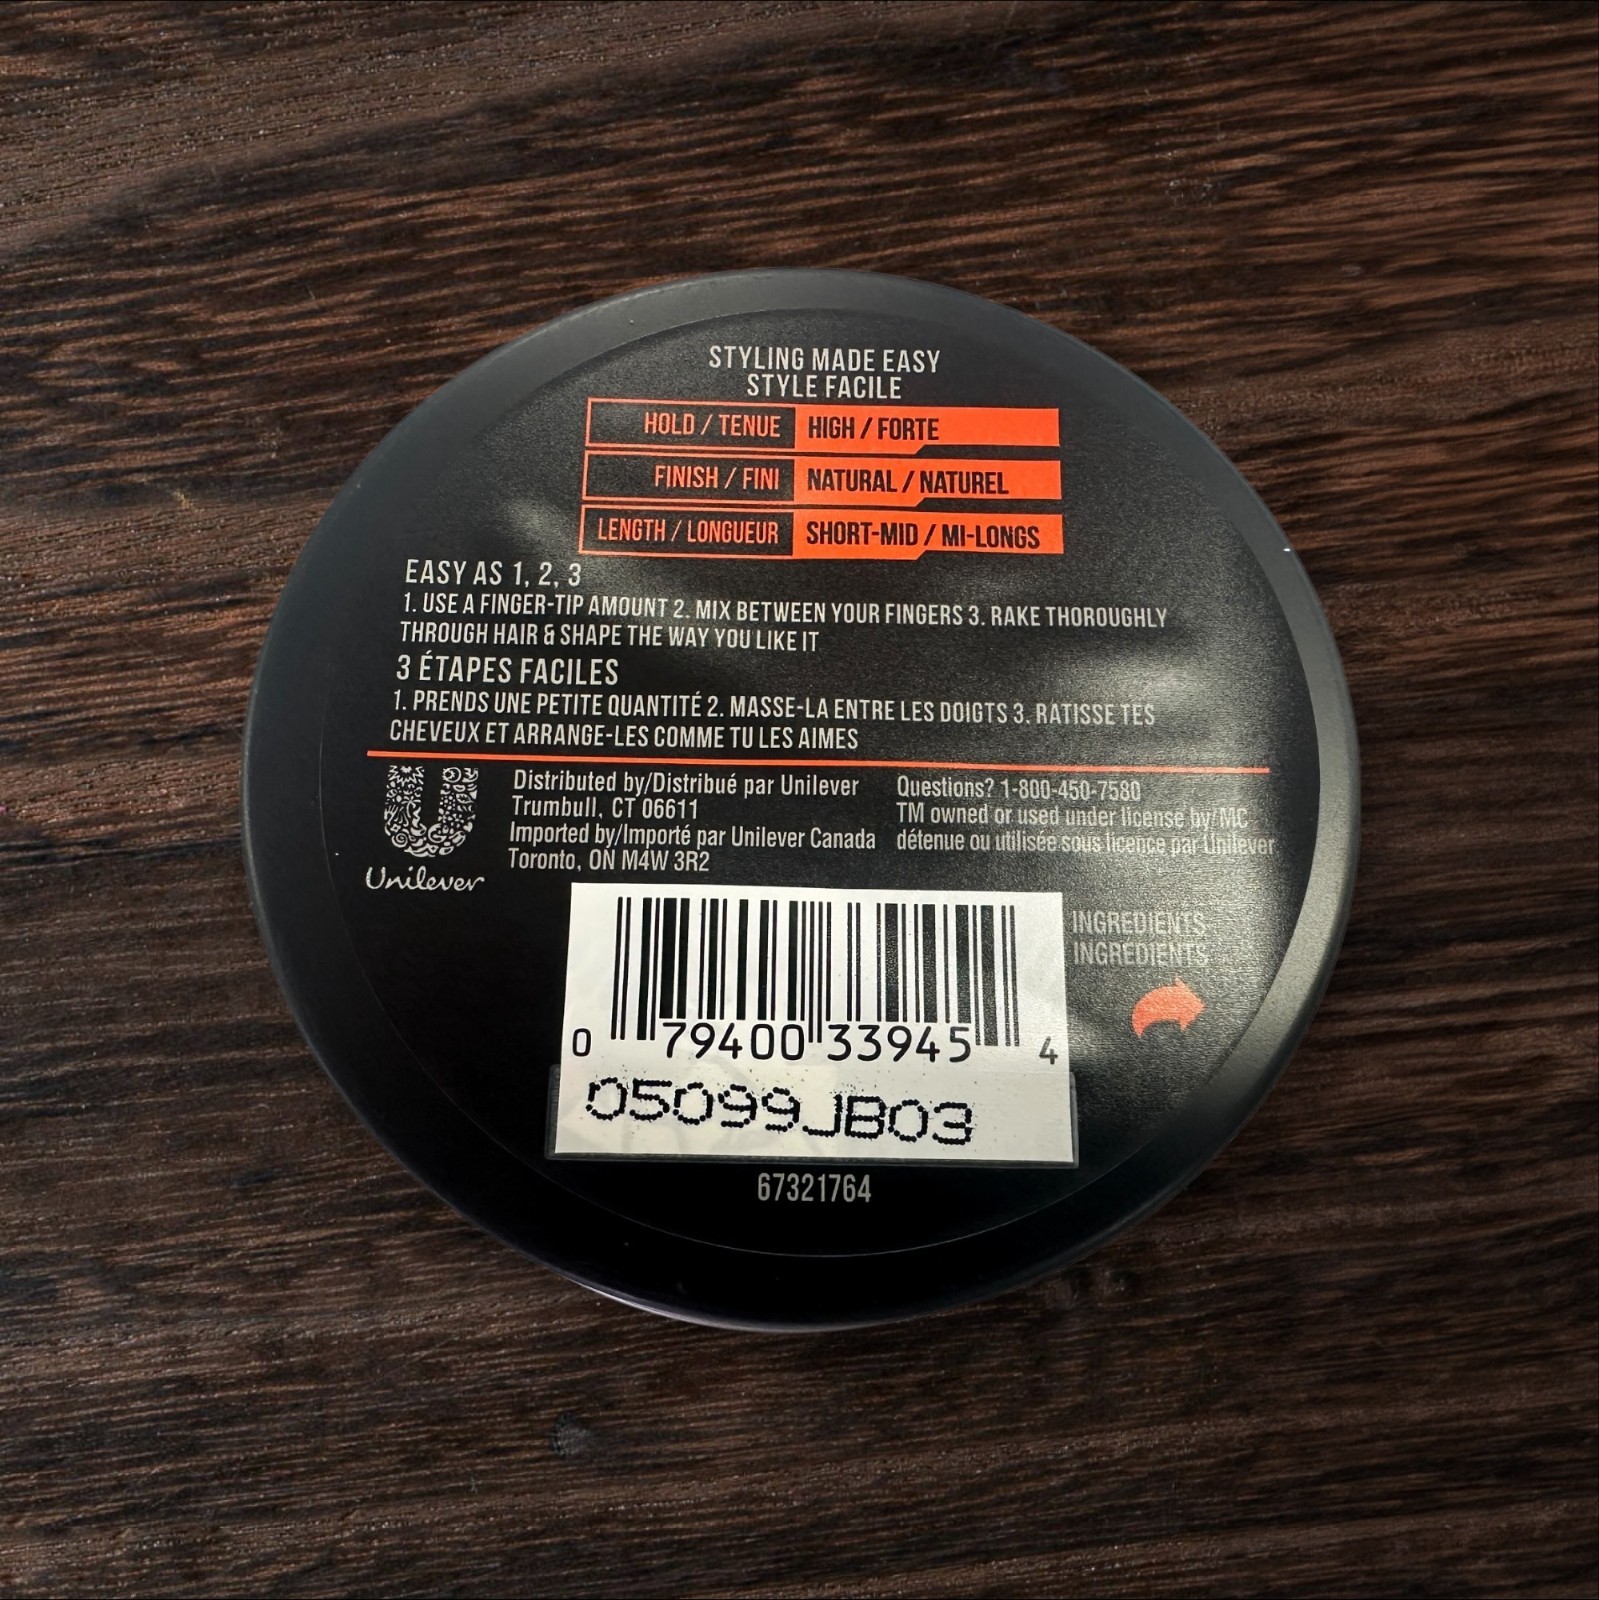 STYLING MADE EASY
STYLE FACILE
HOLD / TENUE HIGH / FORTE
FINISH / FINI NATURAL / NATUREL
LENGTH / LONGUEUR SHORT-MID / MI-LONGS
EASY AS 1, 2, 3
1. USE A FINGER-TIP AMOUNT 2. MIX BETWEEN YOUR FINGERS 3. RAKE THOROUGHLY
THROUGH HAIR & SHAPE THE WAY YOU LIKE IT
3 ÉTAPES FACILES
1. PRENDS UNE PETITE QUANTITÉ 2. MASSE-LA ENTRE LES DOIGTS 3. RATISSE TES
CHEVEUX ET ARRANGE-LES COMME TU LES AIMES
Unilever
Distributed by/Distribué par Unilever
Trumbull, CT 06611
Imported by/Importé par Unilever Canada
Toronto, ON M4W 3R2
Questions? 1-800-450-7580
TM owned or used under license by/MC
détenue ou utilisée sous licence par Unilever
INGREDIENTS
INGRÉDIENTS
0 79400 33945 4
05099JB03
67321764